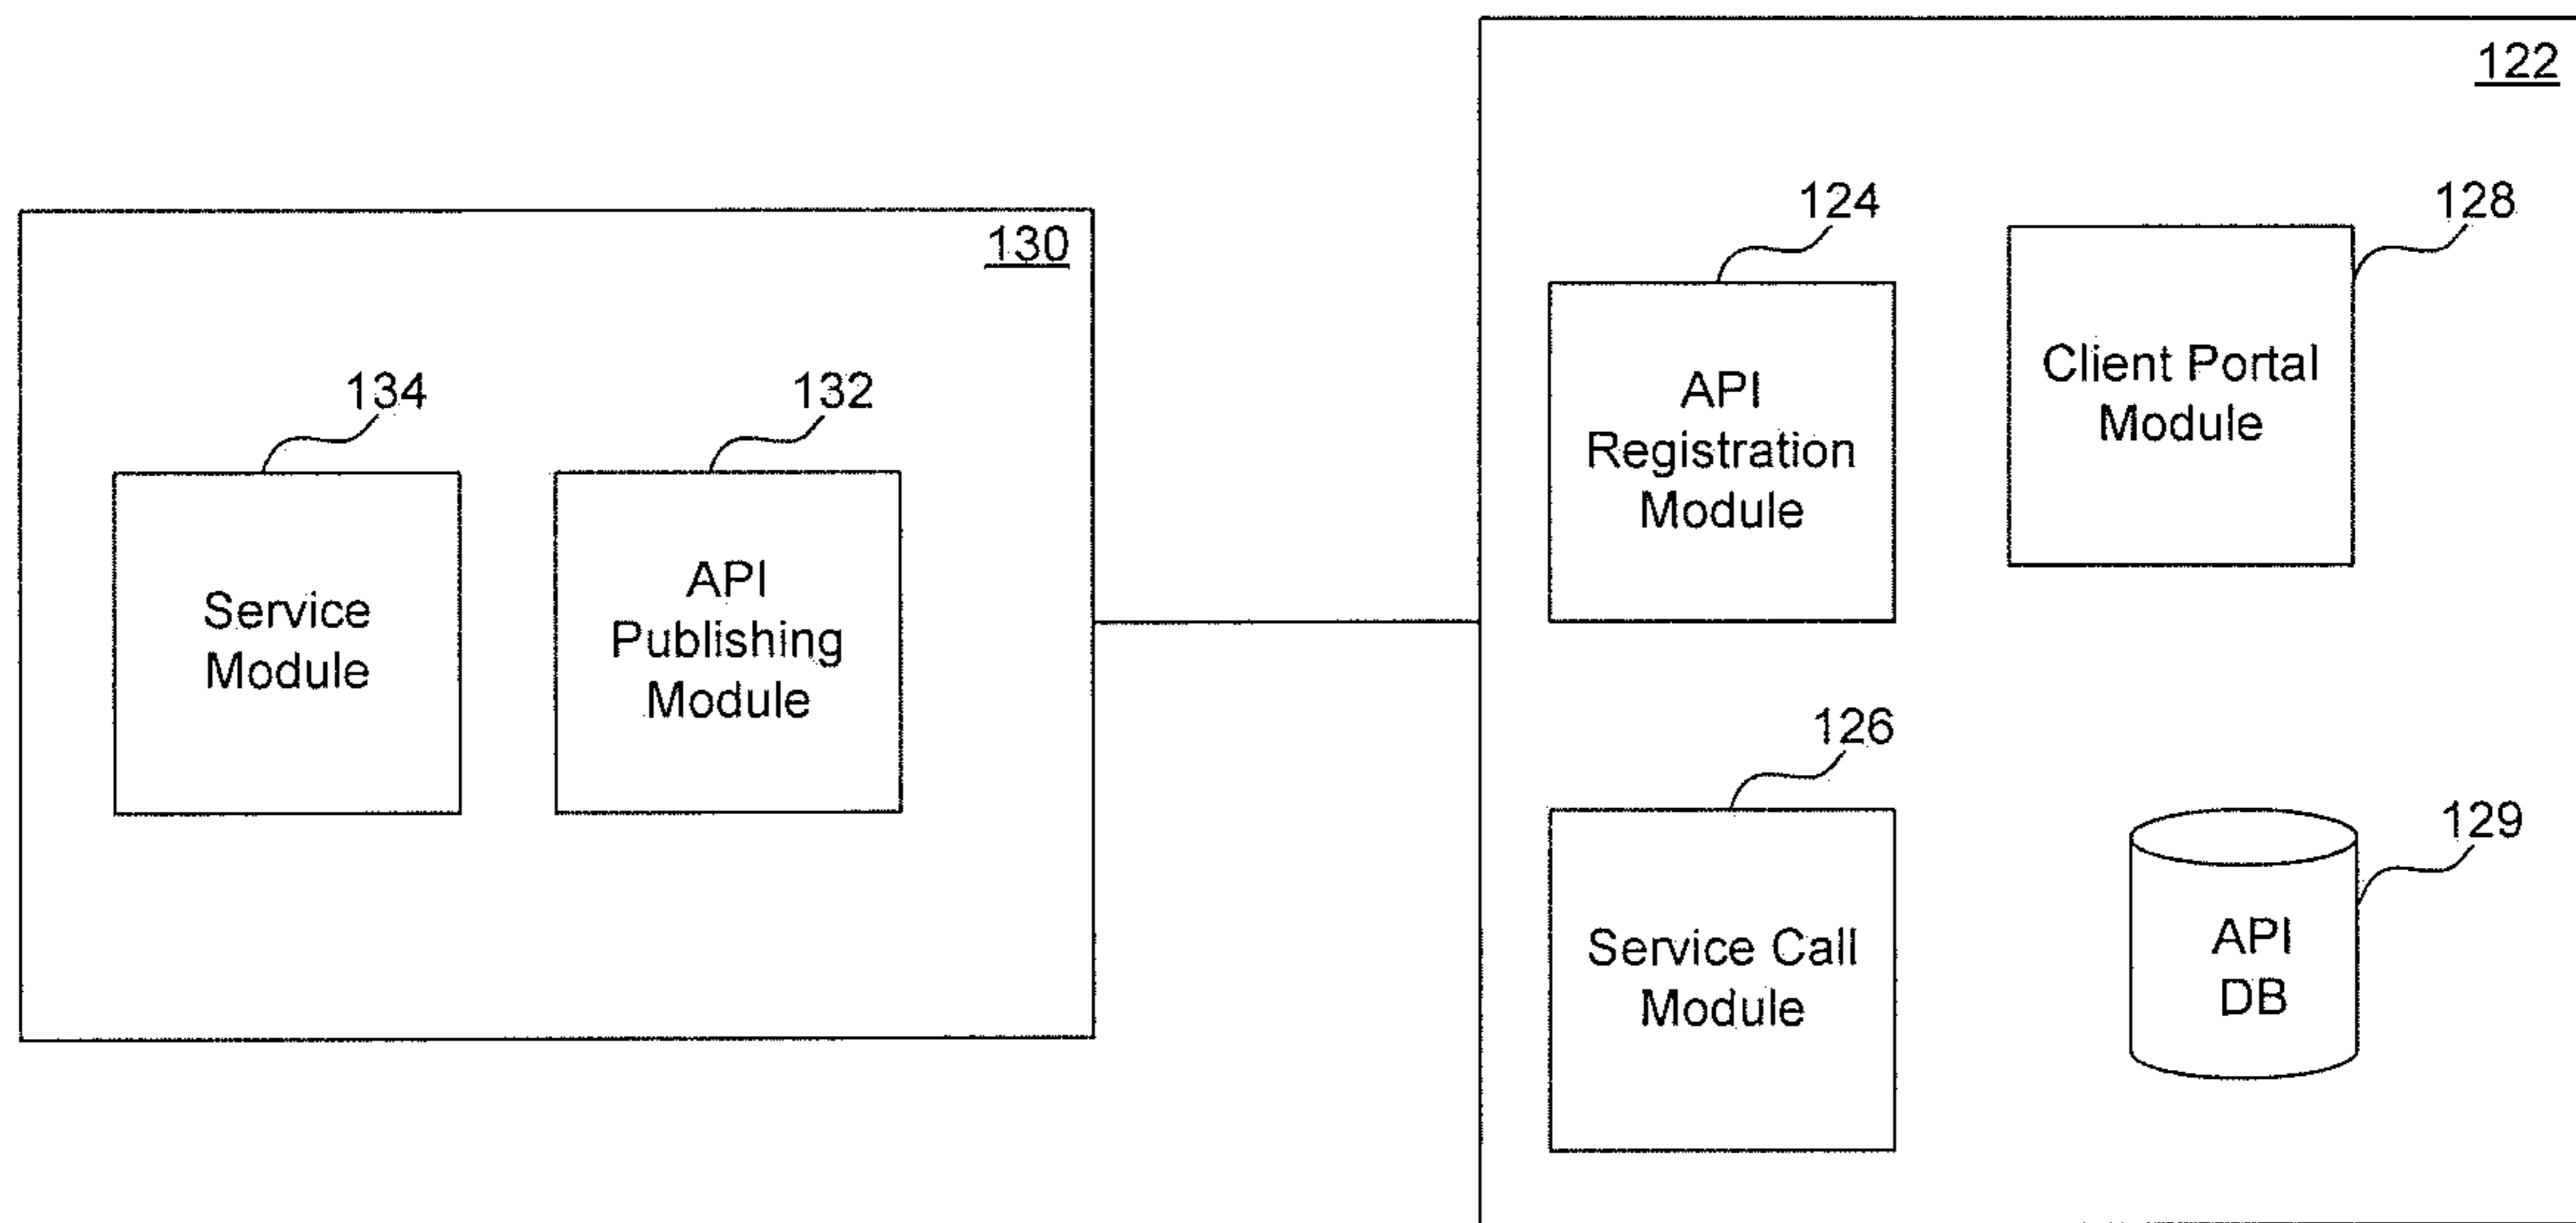 122
130
134
132
Service
Module
API
Publishing
Module
124
128
API
Registration
Module
Client Portal
Module
126
129
Service Call
Module
API
DB